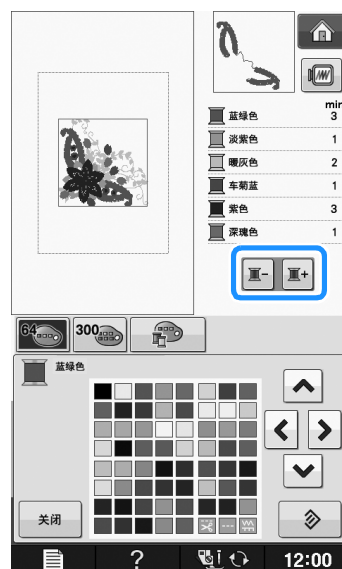 min
蓝绿色 3
淡紫色 1
暖灰色 2
车菊蓝 1
紫色 3
深瑰色 1
- +
64 300
蓝绿色
关闭
? 12:00